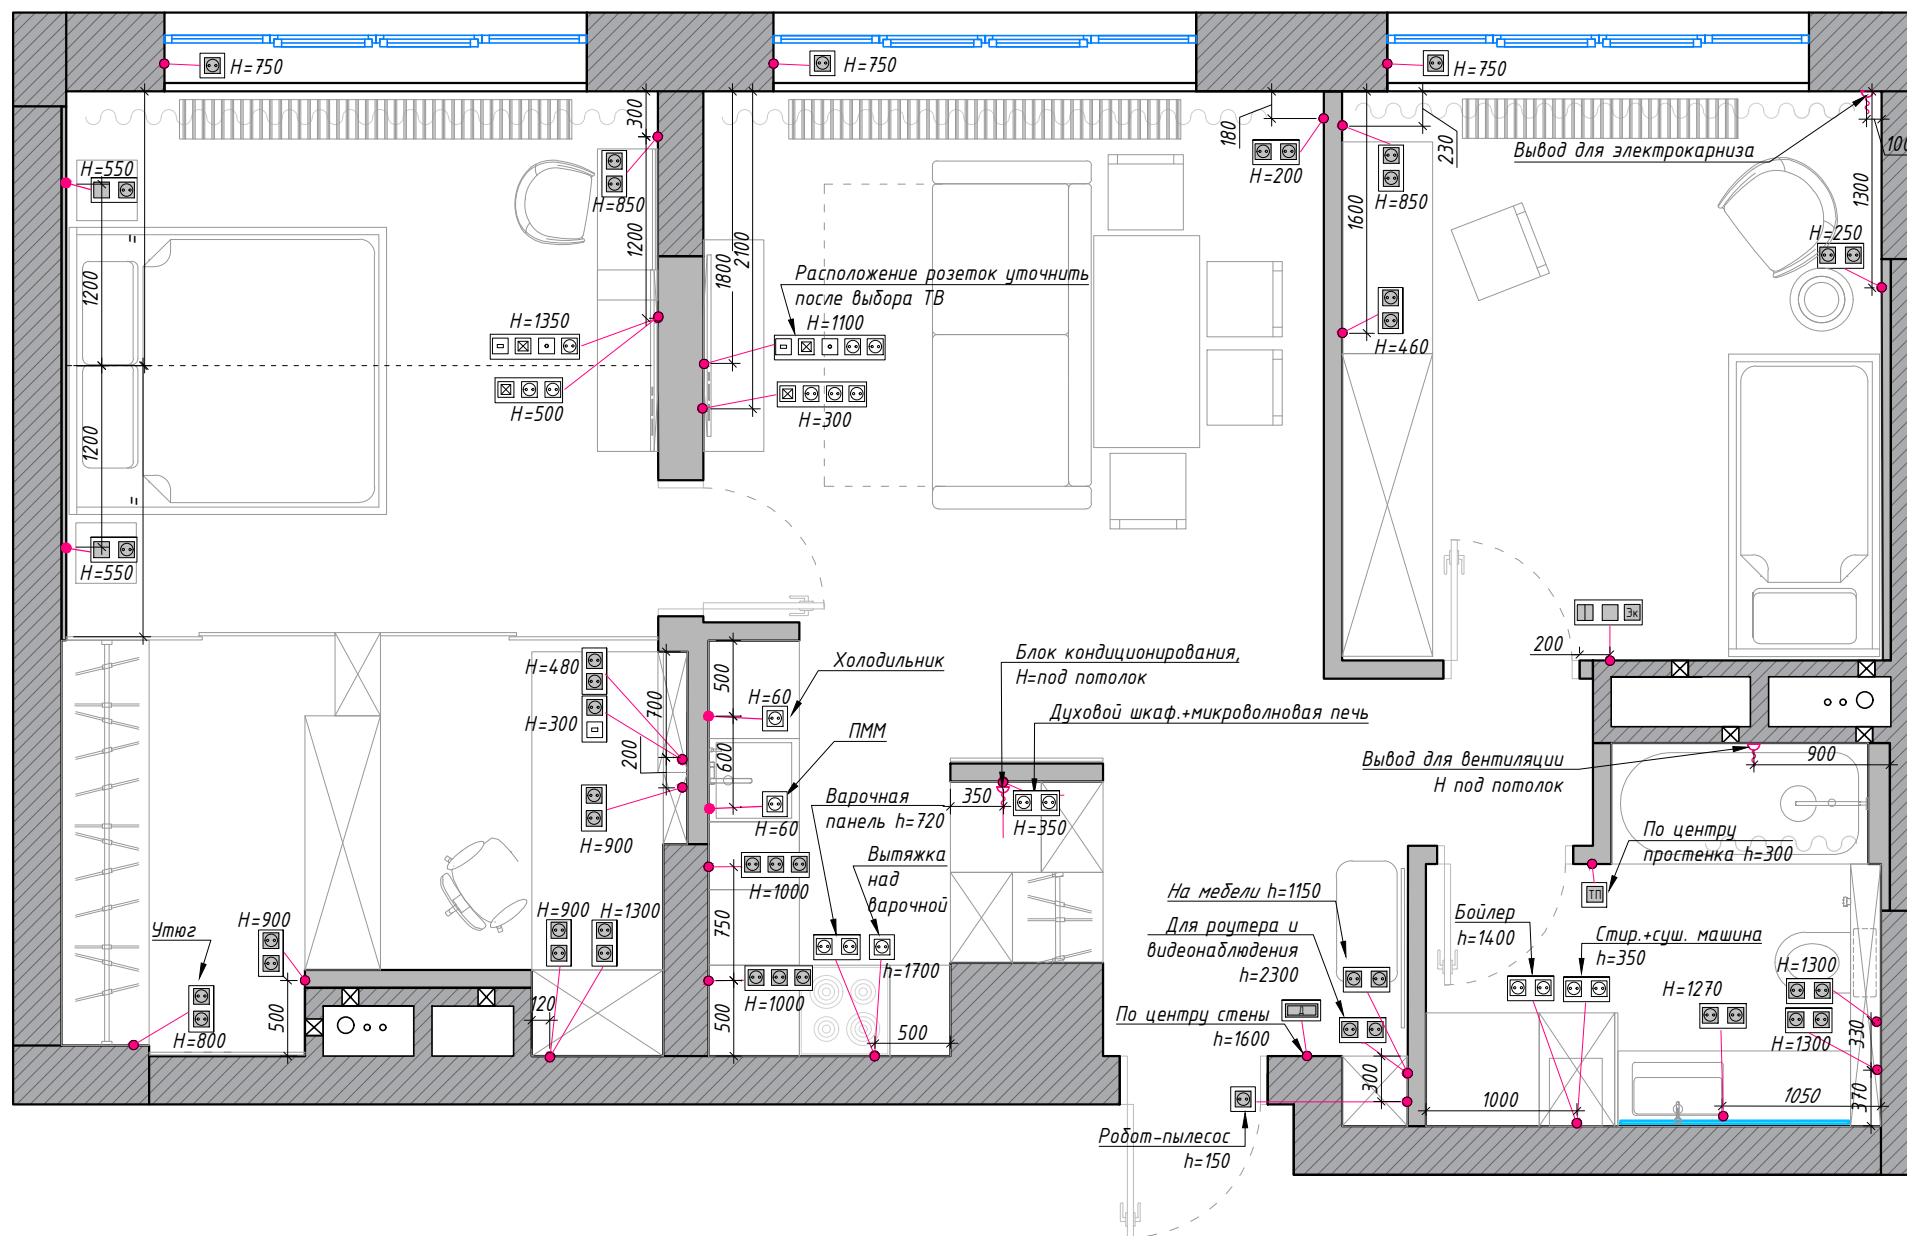 H=750
H=750
H=750
300
180
230
100
Вывод для электрокарниза
H=550
H=850
H=200
H=850
1300
1200
1200
1800
2100
1600
H=250
Расположение розеток уточнить
после выбора ТВ
H=1350
H=1100
H=460
H=500
H=300
1200
H=550
Эк
200
H=480
700
500
Холодильник
Блок кондиционирования,
H=под потолок
H=300
H=60
Духовой шкаф.+микроволновая печь
200
600
ПММ
Вывод для вентиляции
H под потолок
900
H=900
H=60
Варочная
панель h=720
350
H=350
По центру
простенка h=300
H=1000
Вытяжка
над
варочной
h=1700
ТП
На мебели h=1150
Утюг
H=900
H=900
H=1300
750
Для роутера и
видеонаблюдения
h=2300
Бойлер
h=1400
Стир.+суш. машина
h=350
H=1300
H=1270
H=1000
H=800
500
120
500
500
По центру стены
h=1600
H=1300
330
300
1000
1050
370
Робот-пылесос
h=150